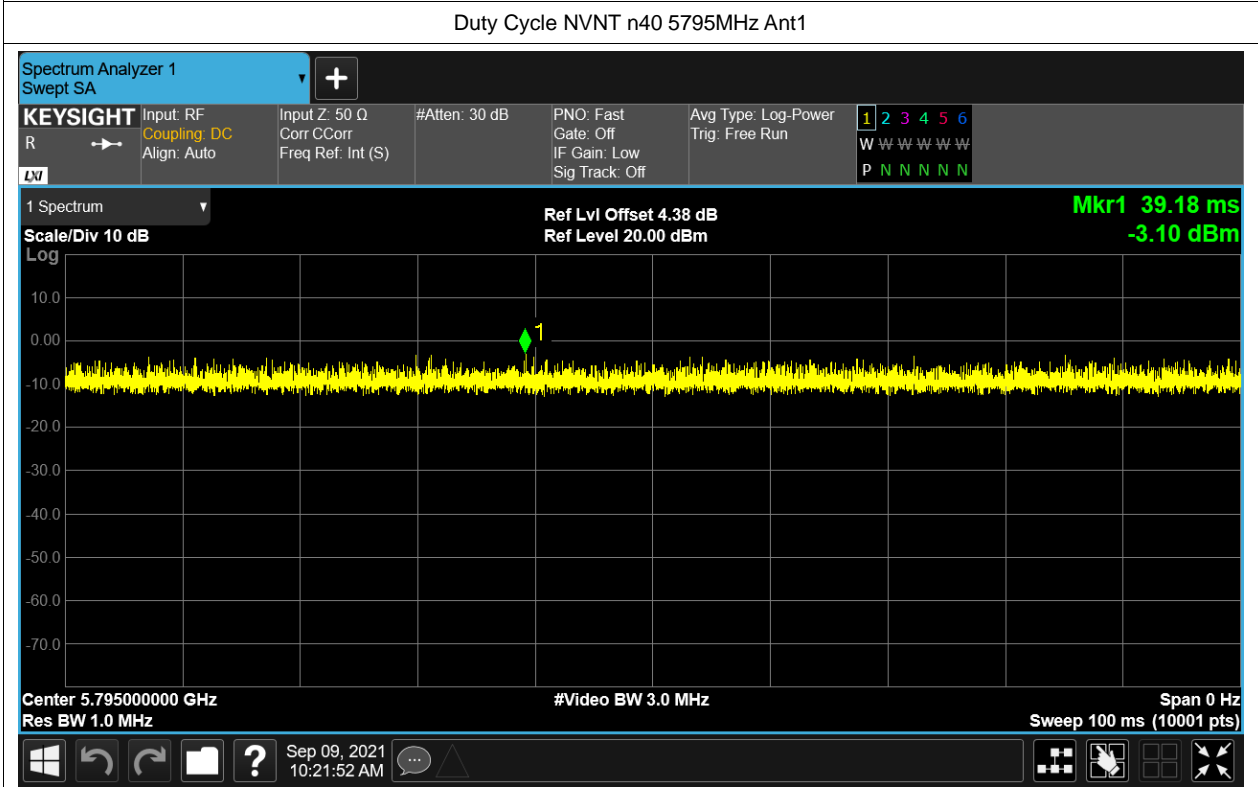 Duty Cycle NVNT n40 5795MHz Ant1
Spectrum Analyzer 1
Swept SA
KEYSIGHT
R
LXI
Input: RF
Coupling: DC
Align: Auto
Input Z: 50 Ω
Corr CCorr
Freq Ref: Int (S)
#Atten: 30 dB
PNO: Fast
Gate: Off
IF Gain: Low
Sig Track: Off
Avg Type: Log-Power
Trig: Free Run
1 2 3 4 5 6
W W W W W W
P N N N N N
1 Spectrum
Scale/Div 10 dB
Log
Ref Lvl Offset 4.38 dB
Ref Level 20.00 dBm
Mkr1 39.18 ms
-3.10 dBm
10.0
0.00
-10.0
-20.0
-30.0
-40.0
-50.0
-60.0
-70.0
1
Center 5.795000000 GHz
Res BW 1.0 MHz
#Video BW 3.0 MHz
Span 0 Hz
Sweep 100 ms (10001 pts)
?
Sep 09, 2021
10:21:52 AM